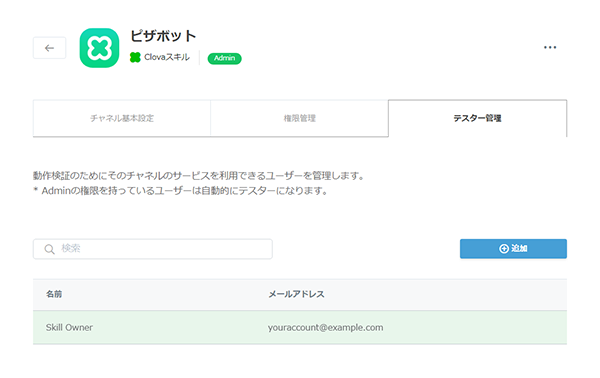 ピザボット
Clovaスキル Admin
チャネル基本設定 権限管理 テスター管理
動作検証のためにそのチャネルのサービスを利用できるユーザーを管理します。
* Adminの権限を持っているユーザーは自動的にテスターになります。
検索 追加
名前 メールアドレス
Skill Owner youraccount@example.com